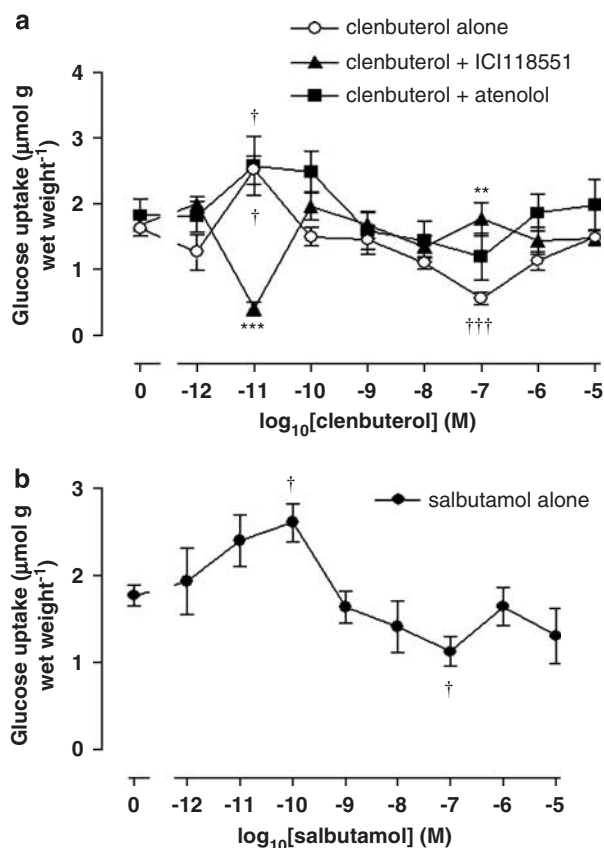 a
clenbuterol alone
clenbuterol + ICI118551
clenbuterol + atenolol
Glucose uptake (μmol g
wet weight⁻¹)
4
3
2
1
0
†
†
***
**
†††
0 -12 -11 -10 -9 -8 -7 -6 -5
log₁₀[clenbuterol] (M)
b
salbutamol alone
Glucose uptake (μmol g
wet weight⁻¹)
3
2
1
0
†
†
0 -12 -11 -10 -9 -8 -7 -6 -5
log₁₀[salbutamol] (M)